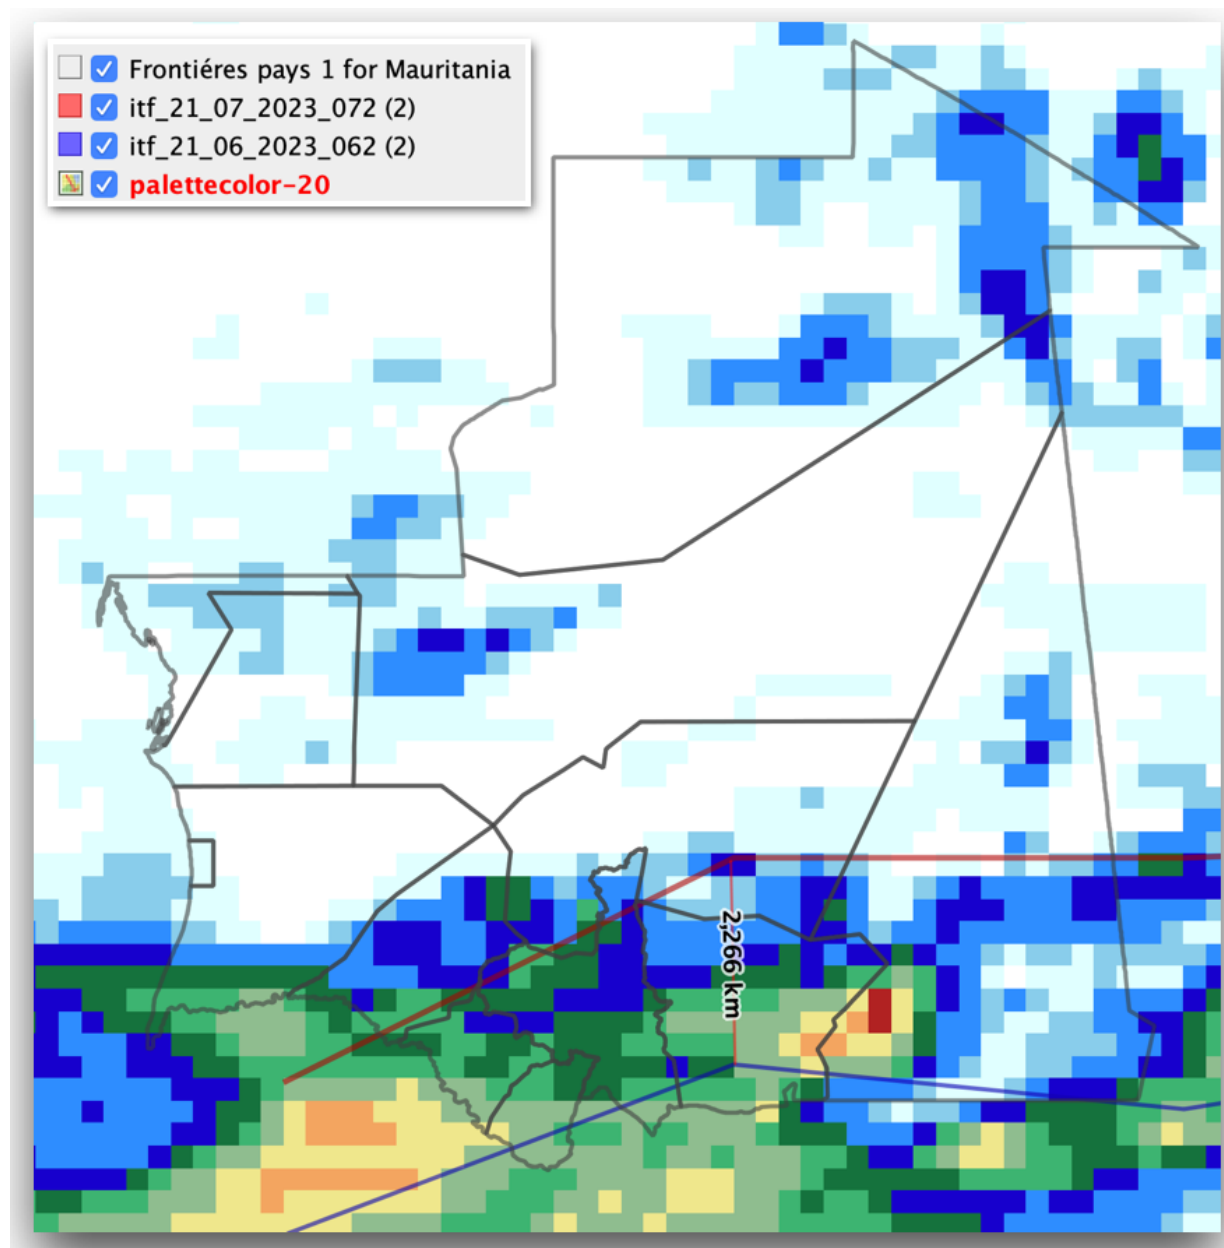 Frontiéres pays 1 for Mauritania
itf_21_07_2023_072 (2)
itf_21_06_2023_062 (2)
palettecolor-20
2,266 km